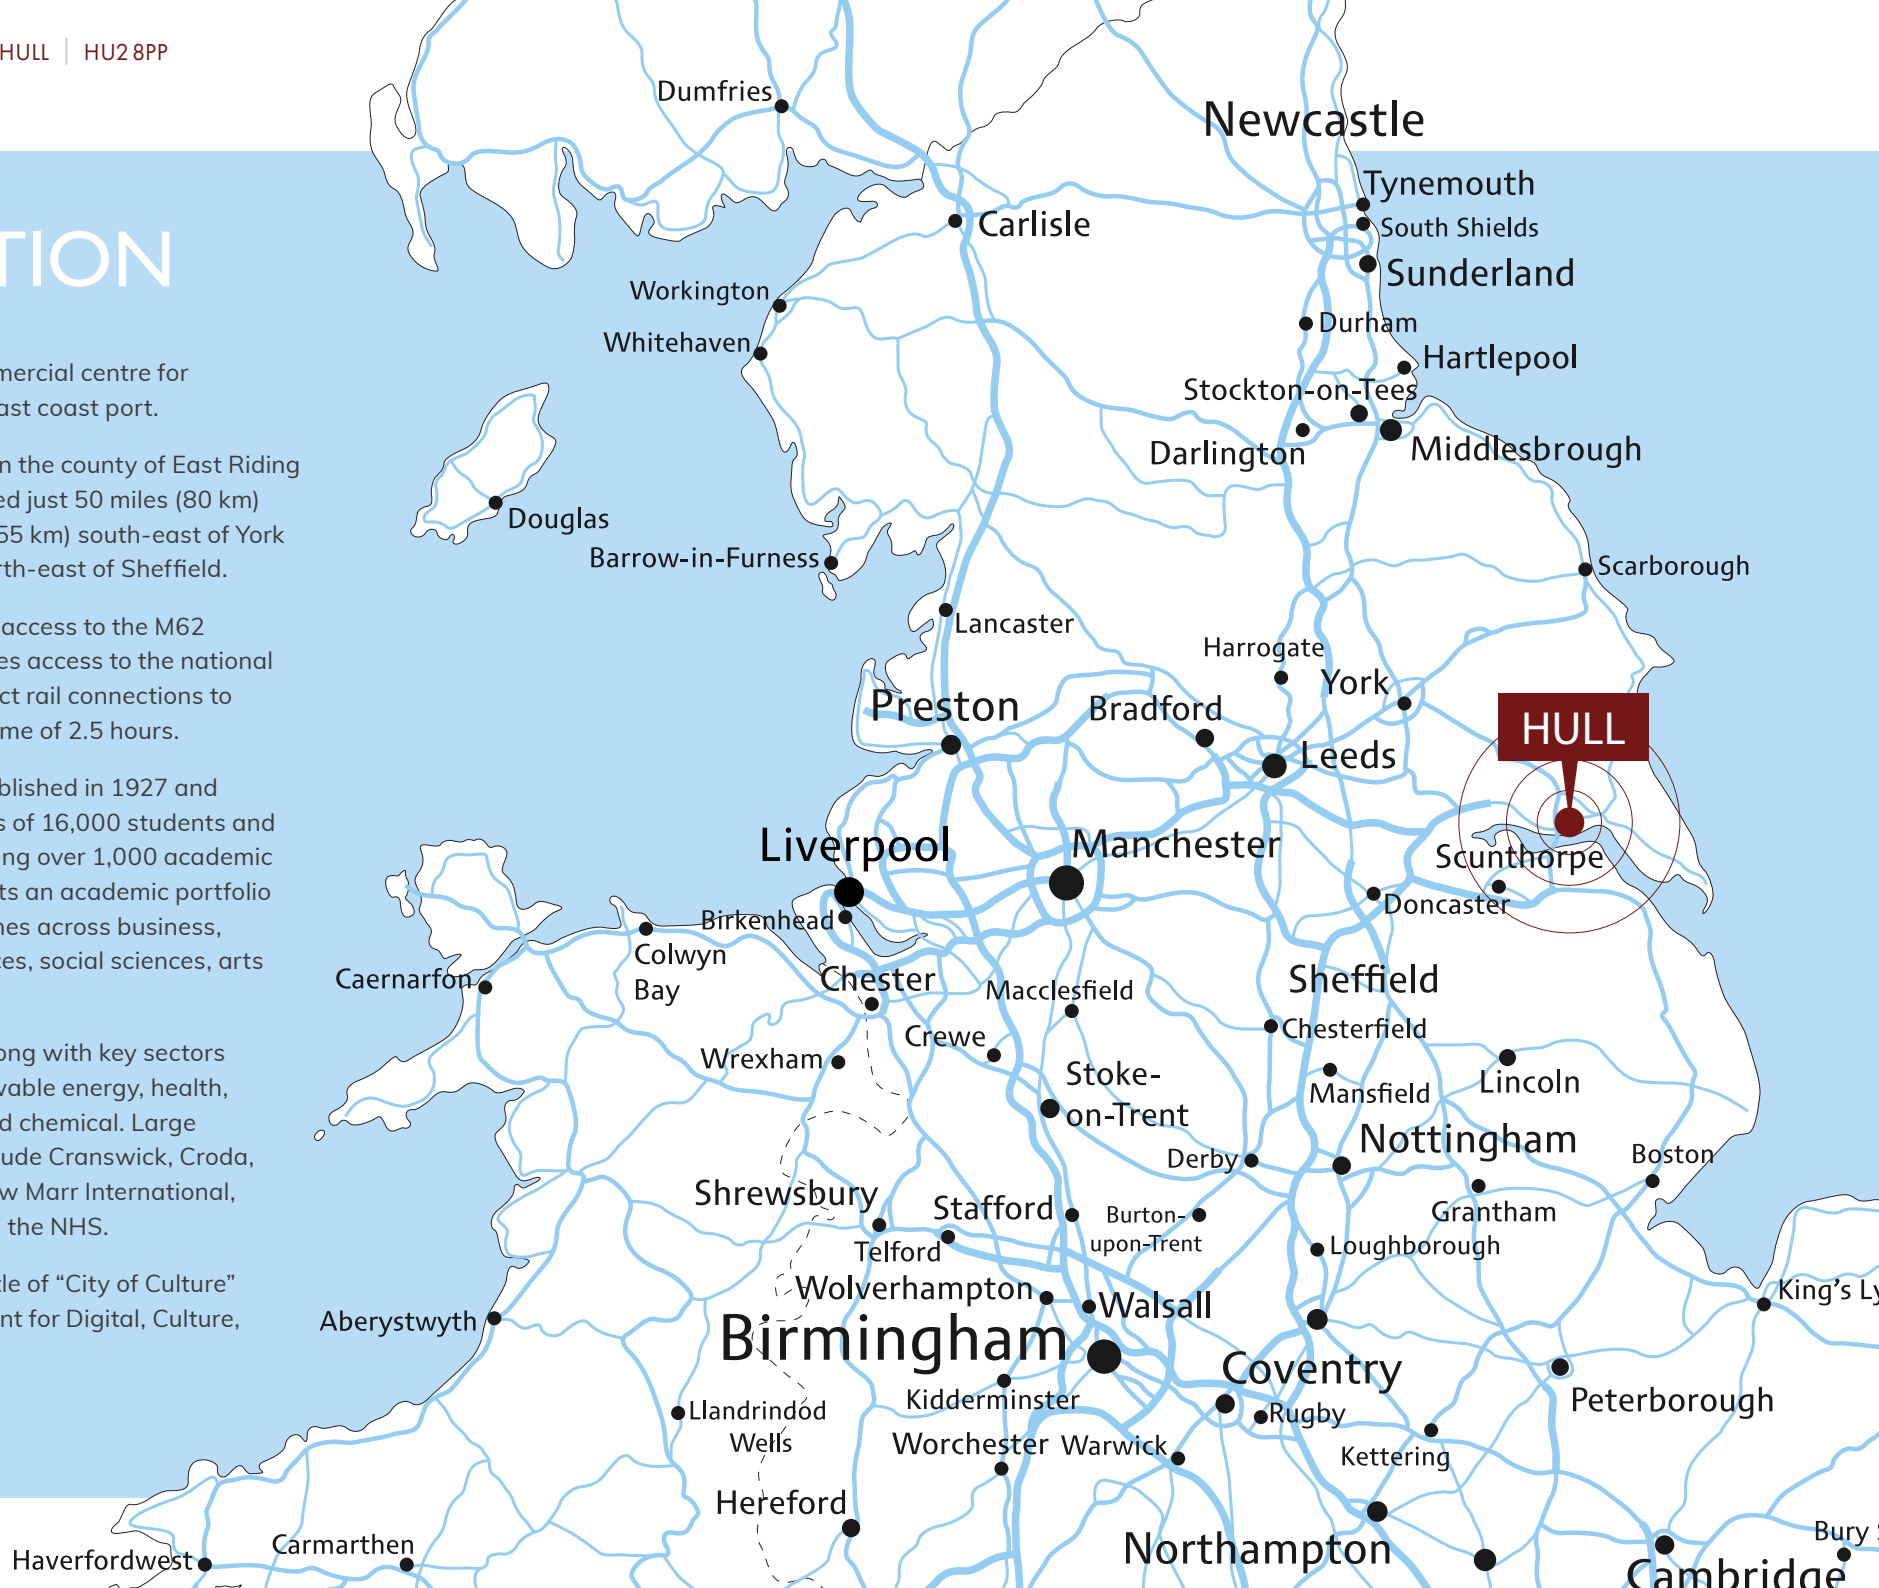 HULL | HU2 8PP
TION
mercial centre for
ast coast port.
n the county of East Riding
ed just 50 miles (80 km)
55 km) south-east of York
rth-east of Sheffield.
access to the M62
es access to the national
ct rail connections to
me of 2.5 hours.
blished in 1927 and
s of 16,000 students and
ing over 1,000 academic
ts an academic portfolio
nes across business,
ces, social sciences, arts
ong with key sectors
vable energy, health,
d chemical. Large
ude Cranswick, Croda,
w Marr International,
the NHS.
tle of “City of Culture”
nt for Digital, Culture,
Dumfries
Newcastle
Tynemouth
Carlisle
South Shields
Sunderland
Workington
Durham
Whitehaven
Hartlepool
Stockton-on-Tees
Darlington
Middlesbrough
Douglas
Barrow-in-Furness
Scarborough
Lancaster
Harrogate
York
Preston
Bradford
HULL
Leeds
Liverpool
Manchester
Scunthorpe
Birkenhead
Doncaster
Colwyn
Bay
Caernarfon
Chester
Macclesfield
Sheffield
Crewe
Chesterfield
Wrexham
Stoke-
on-Trent
Mansfield
Lincoln
Nottingham
Derby
Boston
Shrewsbury
Stafford
Burton-
upon-Trent
Grantham
Telford
Loughborough
Wolverhampton
Walsall
King’s Ly
Aberystwyth
Birmingham
Coventry
Kidderminster
Peterborough
Llandrindod
Wells
Rugby
Worchester
Warwick
Kettering
Hereford
Northampton
Bury
Haverfordwest
Carmarthen
Cambridge